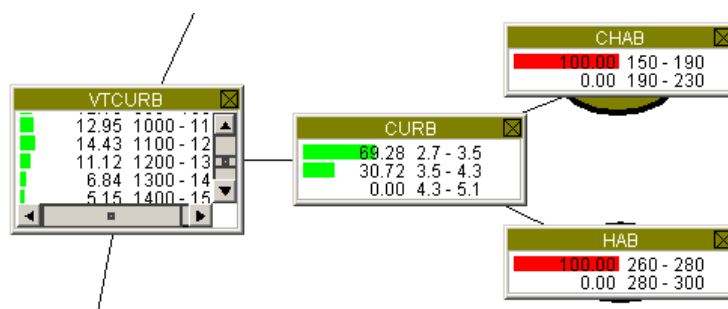 VTCURB
12.95 1000 - 11
14.43 1100 - 12
11.12 1200 - 13
6.84 1300 - 14
5.15 1400 - 15
CURB
69.28 2.7 - 3.5
30.72 3.5 - 4.3
0.00 4.3 - 5.1
CHAB
100.00 150 - 190
0.00 190 - 230
HAB
100.00 260 - 280
0.00 280 - 300